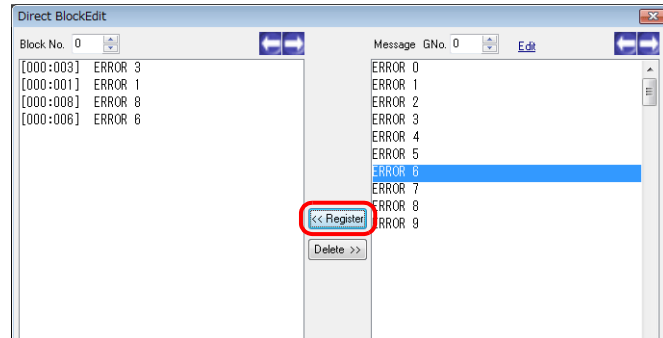 Direct BlockEdit
Block No. 0
Message GNo. 0 Edit
[000:003] ERROR 3
[000:001] ERROR 1
[000:008] ERROR 8
[000:006] ERROR 6
<< Register
Delete >>
ERROR 0
ERROR 1
ERROR 2
ERROR 3
ERROR 4
ERROR 5
ERROR 6
ERROR 7
ERROR 8
ERROR 9